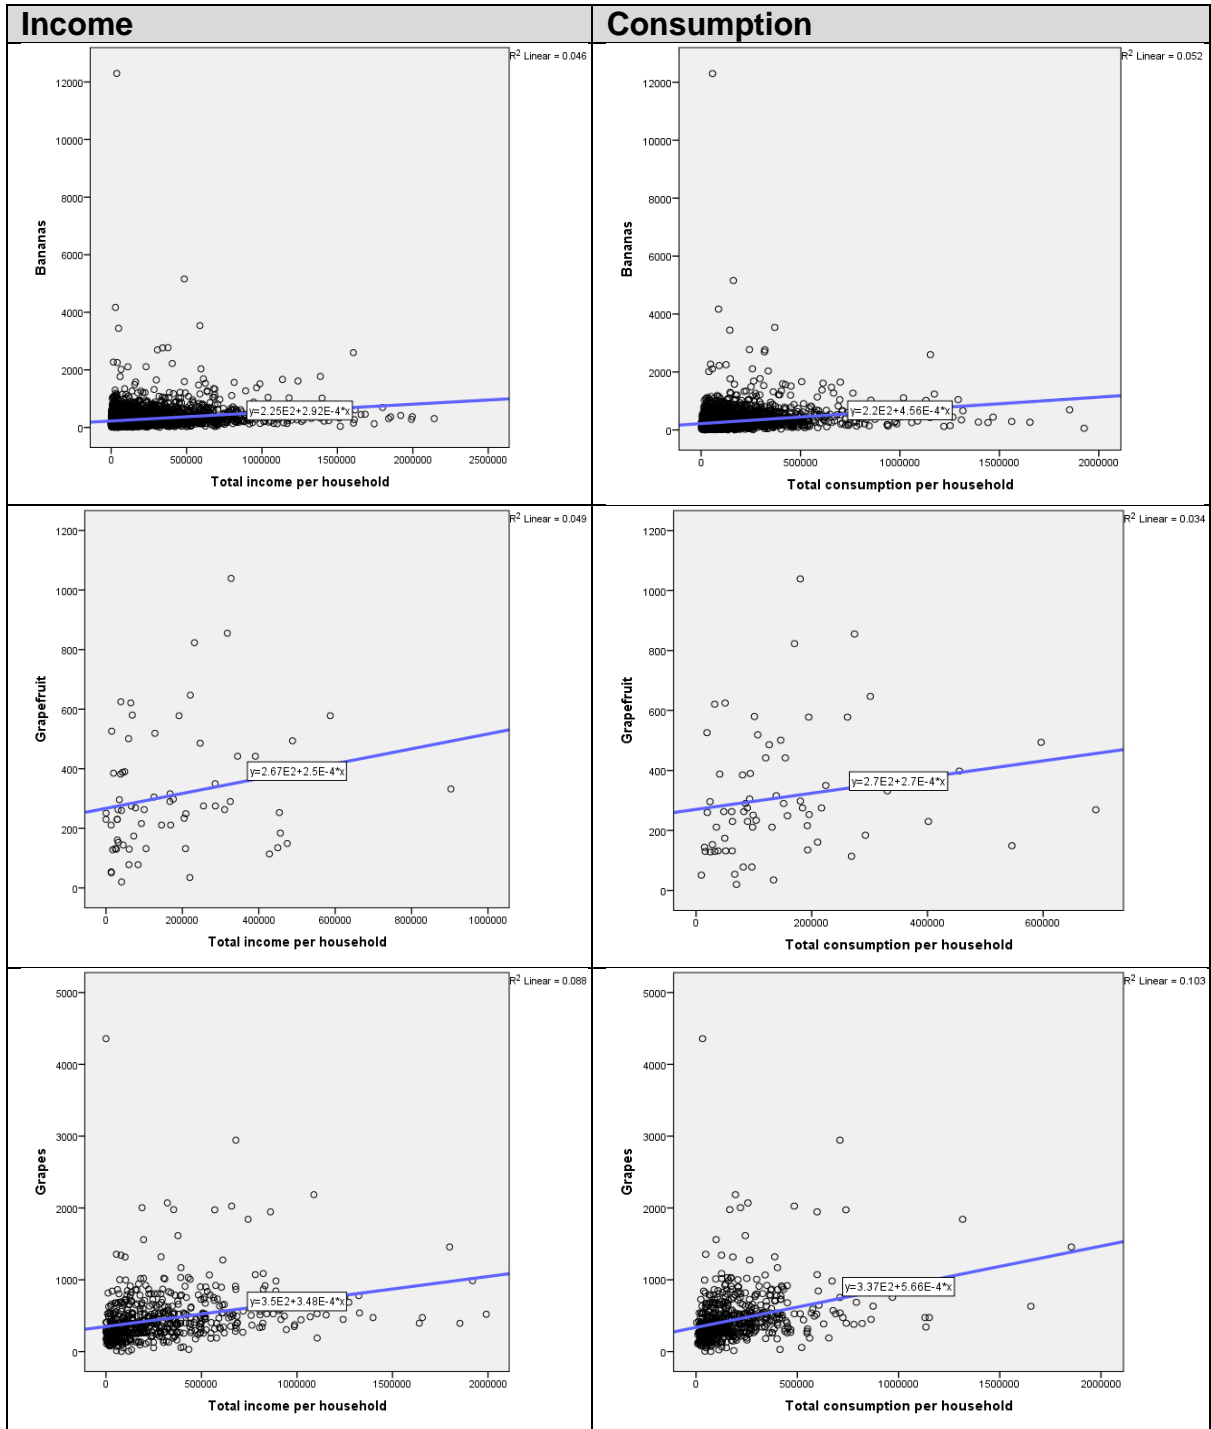 Income
Consumption
R2 Linear = 0.046
12000
10000
8000
6000
4000
2000
0
Bananas
y=2.25E2+2.92E-4*x
0 500000 1000000 1500000 2000000 2500000
Total income per household
R2 Linear = 0.052
12000
10000
8000
6000
4000
2000
0
Bananas
y=2.2E2+4.56E-4*x
0 500000 1000000 1500000 2000000
Total consumption per household
R2 Linear = 0.049
1200
1000
800
600
400
200
0
Grapefruit
y=2.67E2+2.5E-4*x
0 200000 400000 600000 800000 1000000
Total income per household
R2 Linear = 0.034
1200
1000
800
600
400
200
0
Grapefruit
y=2.7E2+2.7E-4*x
0 200000 400000 600000
Total consumption per household
R2 Linear = 0.088
5000
4000
3000
2000
1000
0
Grapes
y=3.5E2+3.48E-4*x
0 500000 1000000 1500000 2000000
Total income per household
R2 Linear = 0.103
5000
4000
3000
2000
1000
0
Grapes
y=3.37E2+5.66E-4*x
0 500000 1000000 1500000 2000000
Total consumption per household